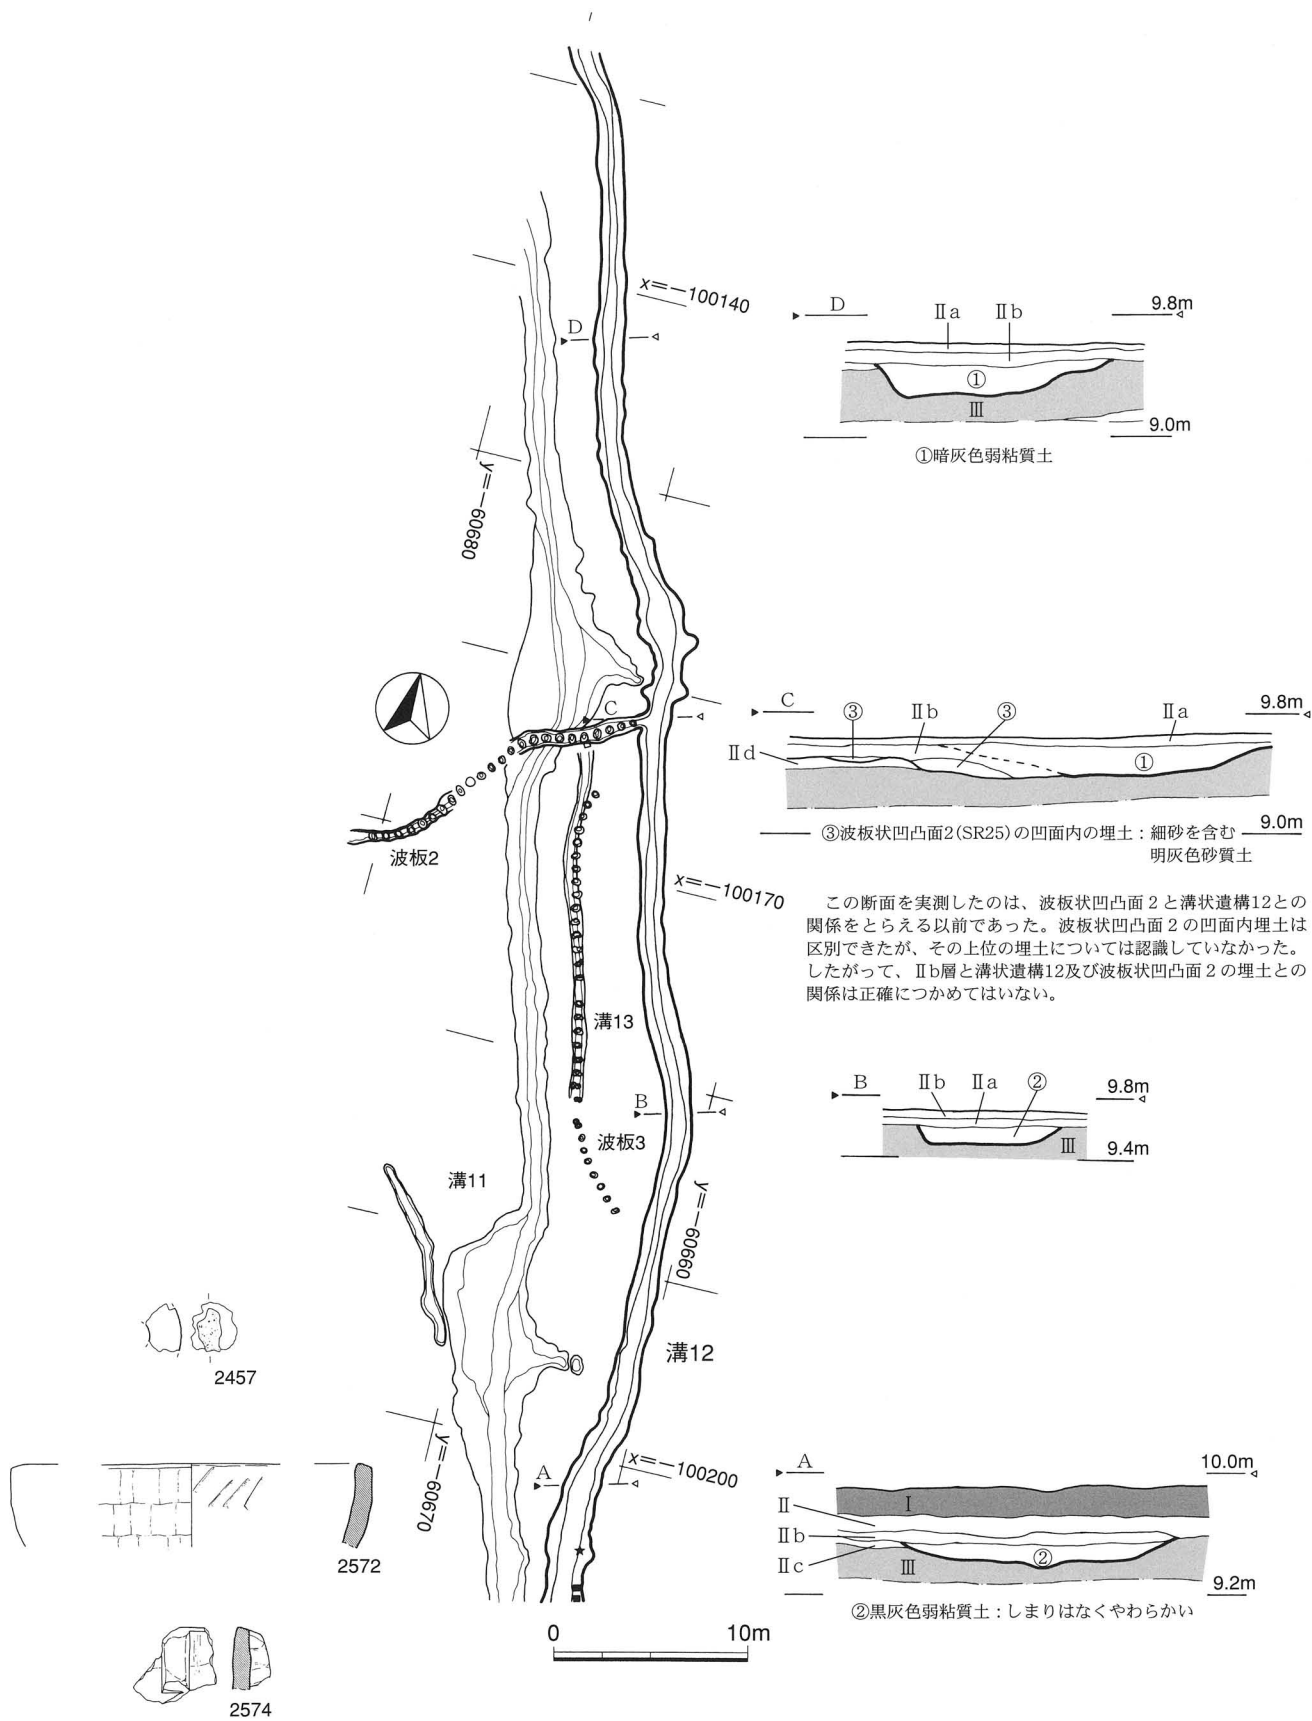 x=-100140
D
y=-60680
C
波板2
x=-100170
溝13
B
波板3
溝11
y=-60660
溝12
2457
y=-60670
A
x=-100200
2572
0 10m
2574
D Ⅱa Ⅱb 9.8m
①
Ⅲ
9.0m
①暗灰色弱粘質土
C ③ Ⅱb ③ Ⅱa 9.8m
Ⅱd ①
9.0m
③波板状凹凸面2(SR25)の凹面内の埋土：細砂を含む
明灰色砂質土
この断面を実測したのは、波板状凹凸面2と溝状遺構12との
関係をとらえる以前であった。波板状凹凸面2の凹面内埋土は
区別できたが、その上位の埋土については認識していなかった。
したがって、Ⅱb層と溝状遺構12及び波板状凹凸面2の埋土との
関係は正確につかめてはいない。
B Ⅱb Ⅱa ② 9.8m
Ⅲ 9.4m
A 10.0m
Ⅰ
Ⅱ
Ⅱb
Ⅱc
②
Ⅲ
9.2m
②黒灰色弱粘質土：しまりはなくやわらかい